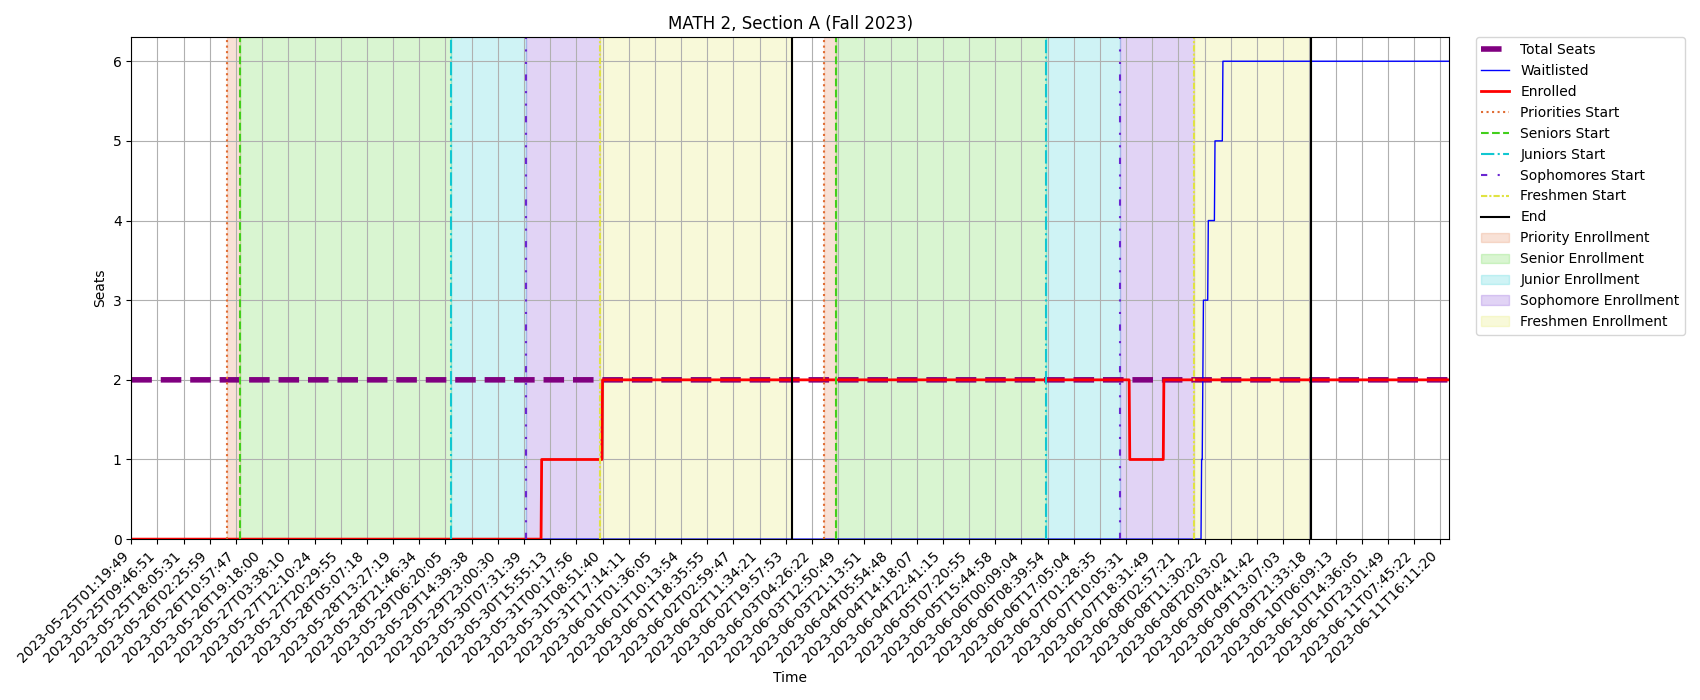 MATH 2, Section A (Fall 2023)
Seats
6
5
4
3
2
1
0
2023-05-25T01:19:49
2023-05-25T09:46:51
2023-05-25T18:05:31
2023-05-26T02:25:59
2023-05-26T10:57:47
2023-05-26T19:18:00
2023-05-27T03:38:10
2023-05-27T12:10:24
2023-05-27T20:29:55
2023-05-28T05:07:18
2023-05-28T13:27:19
2023-05-28T21:46:34
2023-05-29T06:20:05
2023-05-29T14:39:38
2023-05-29T23:00:30
2023-05-30T07:31:39
2023-05-30T15:55:13
2023-05-31T00:17:56
2023-05-31T08:51:40
2023-05-31T17:14:11
2023-06-01T01:36:05
2023-06-01T10:13:54
2023-06-01T18:35:55
2023-06-02T02:59:47
2023-06-02T11:34:21
2023-06-02T19:57:53
2023-06-03T04:26:22
2023-06-03T12:50:49
2023-06-03T21:13:51
2023-06-04T05:54:48
2023-06-04T14:18:07
2023-06-04T22:41:15
2023-06-05T07:20:55
2023-06-05T15:44:58
2023-06-06T00:09:04
2023-06-06T08:39:54
2023-06-06T17:05:04
2023-06-07T01:28:35
2023-06-07T10:05:31
2023-06-07T18:31:49
2023-06-08T02:57:21
2023-06-08T11:30:22
2023-06-08T20:03:02
2023-06-09T04:41:42
2023-06-09T13:07:03
2023-06-09T21:33:18
2023-06-10T06:09:13
2023-06-10T14:36:05
2023-06-10T23:01:49
2023-06-11T07:45:22
2023-06-11T16:11:20
Time
Total Seats
Waitlisted
Enrolled
Priorities Start
Seniors Start
Juniors Start
Sophomores Start
Freshmen Start
End
Priority Enrollment
Senior Enrollment
Junior Enrollment
Sophomore Enrollment
Freshmen Enrollment